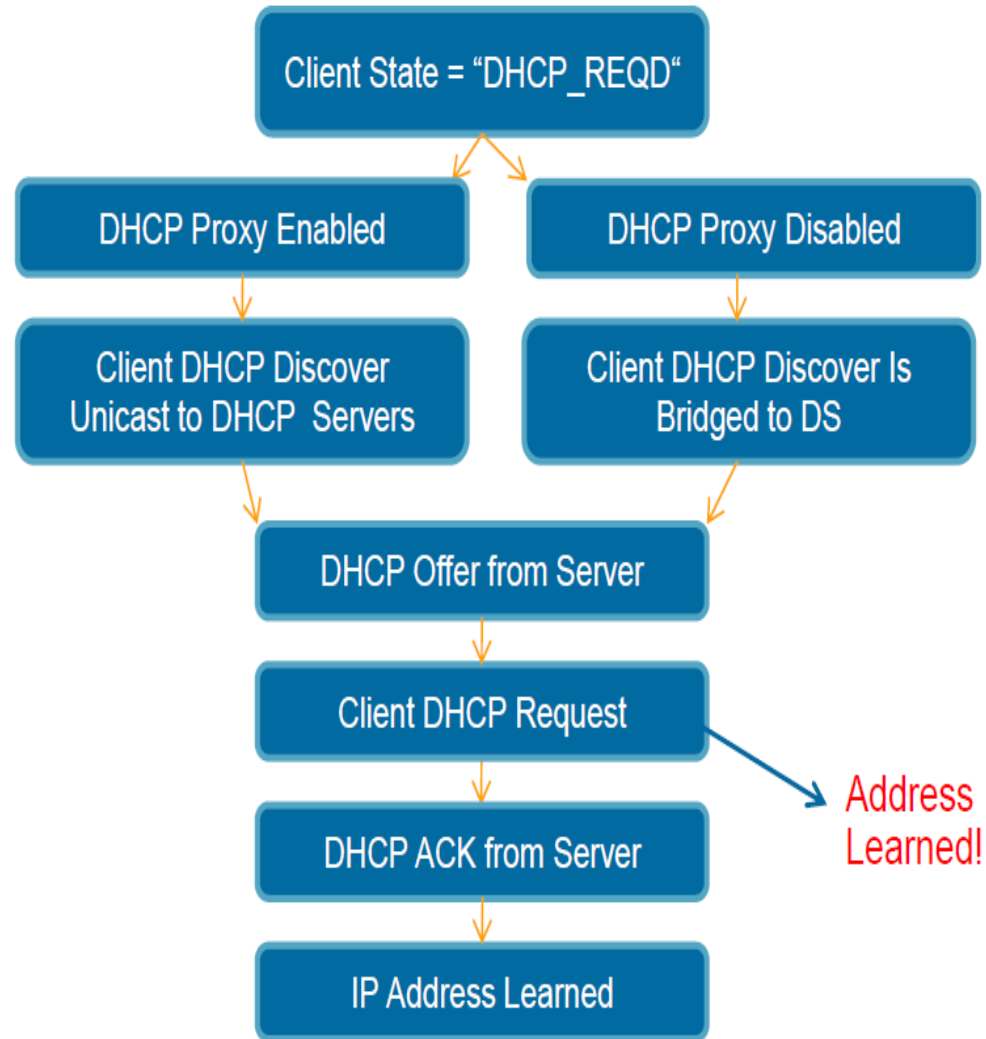 Client State = “DHCP_REQD“
DHCP Proxy Enabled
DHCP Proxy Disabled
Client DHCP Discover
Unicast to DHCP Servers
Client DHCP Discover Is
Bridged to DS
DHCP Offer from Server
Client DHCP Request
Address
Learned!
DHCP ACK from Server
IP Address Learned